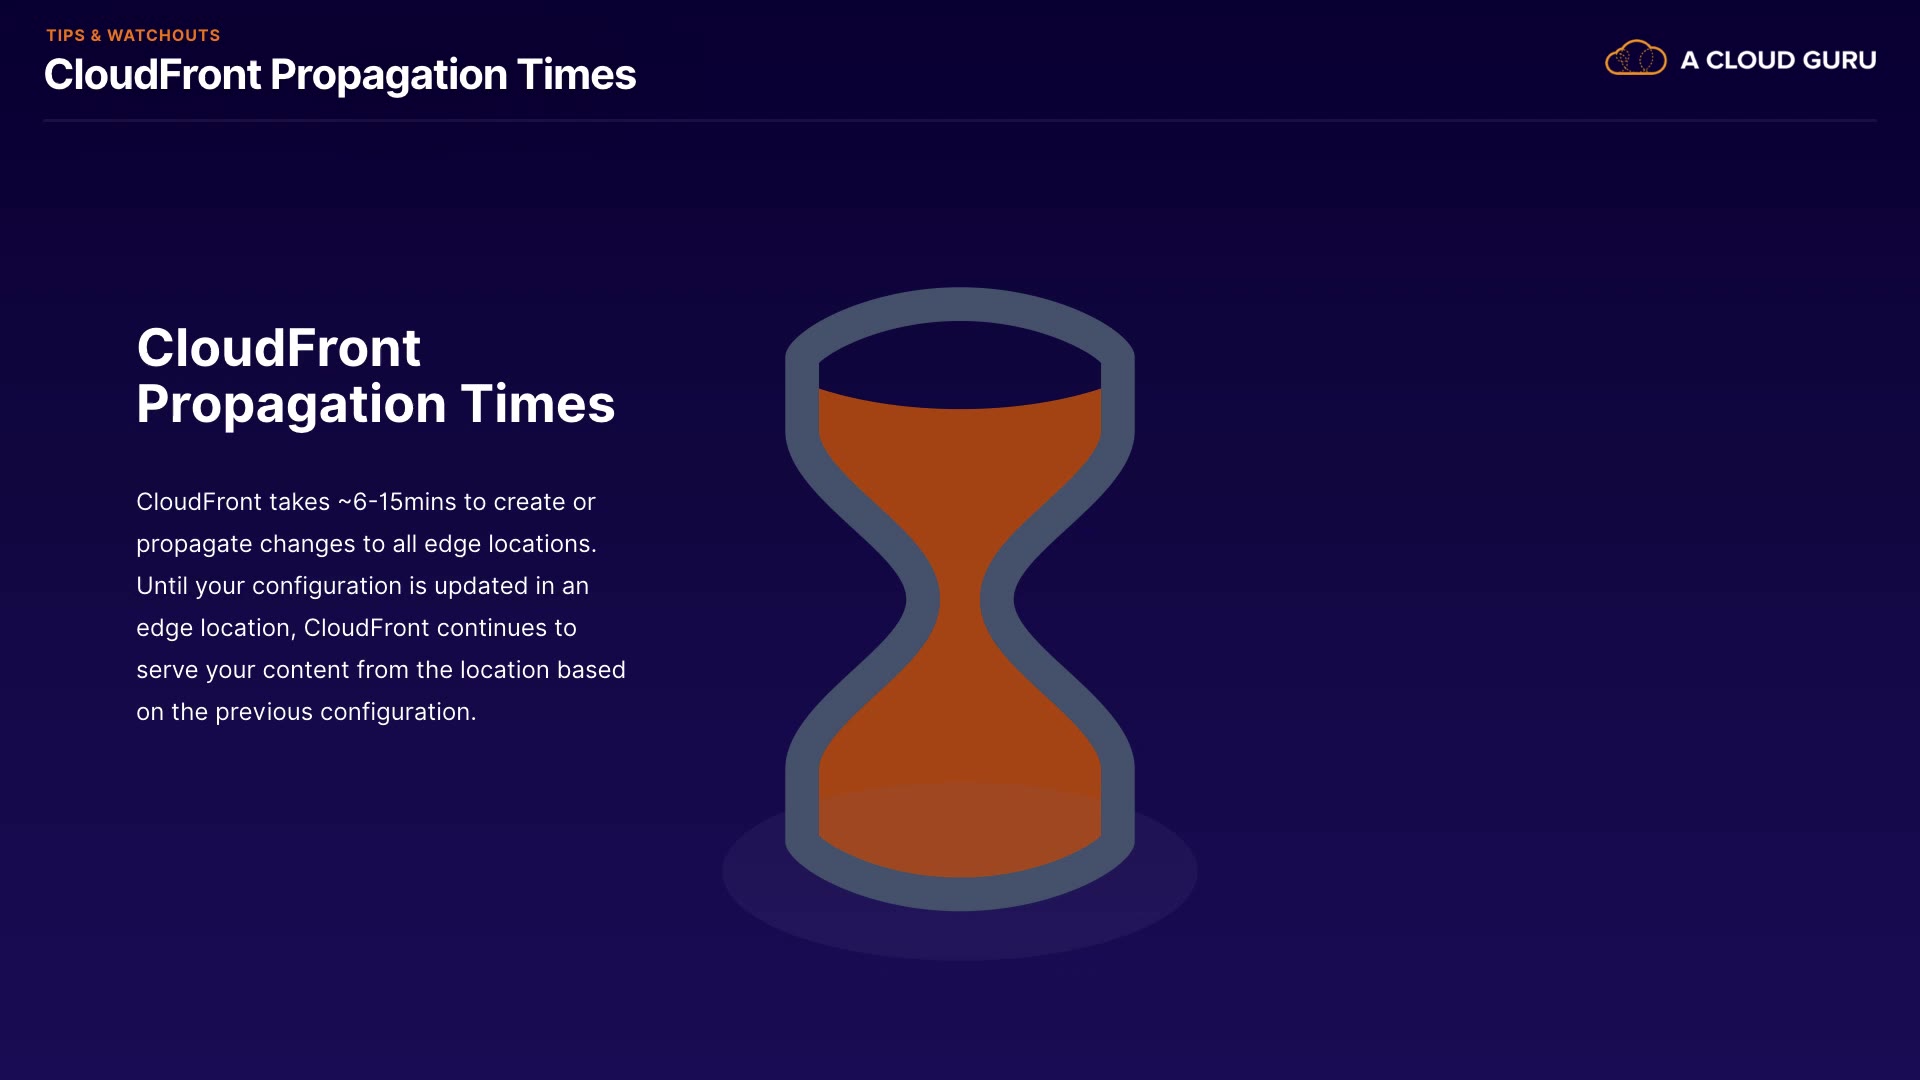 TIPS & WATCHOUTS
CloudFront Propagation Times
A CLOUD GURU
CloudFront
Propagation Times
CloudFront takes ~6-15mins to create or
propagate changes to all edge locations.
Until your configuration is updated in an
edge location, CloudFront continues to
serve your content from the location based
on the previous configuration.